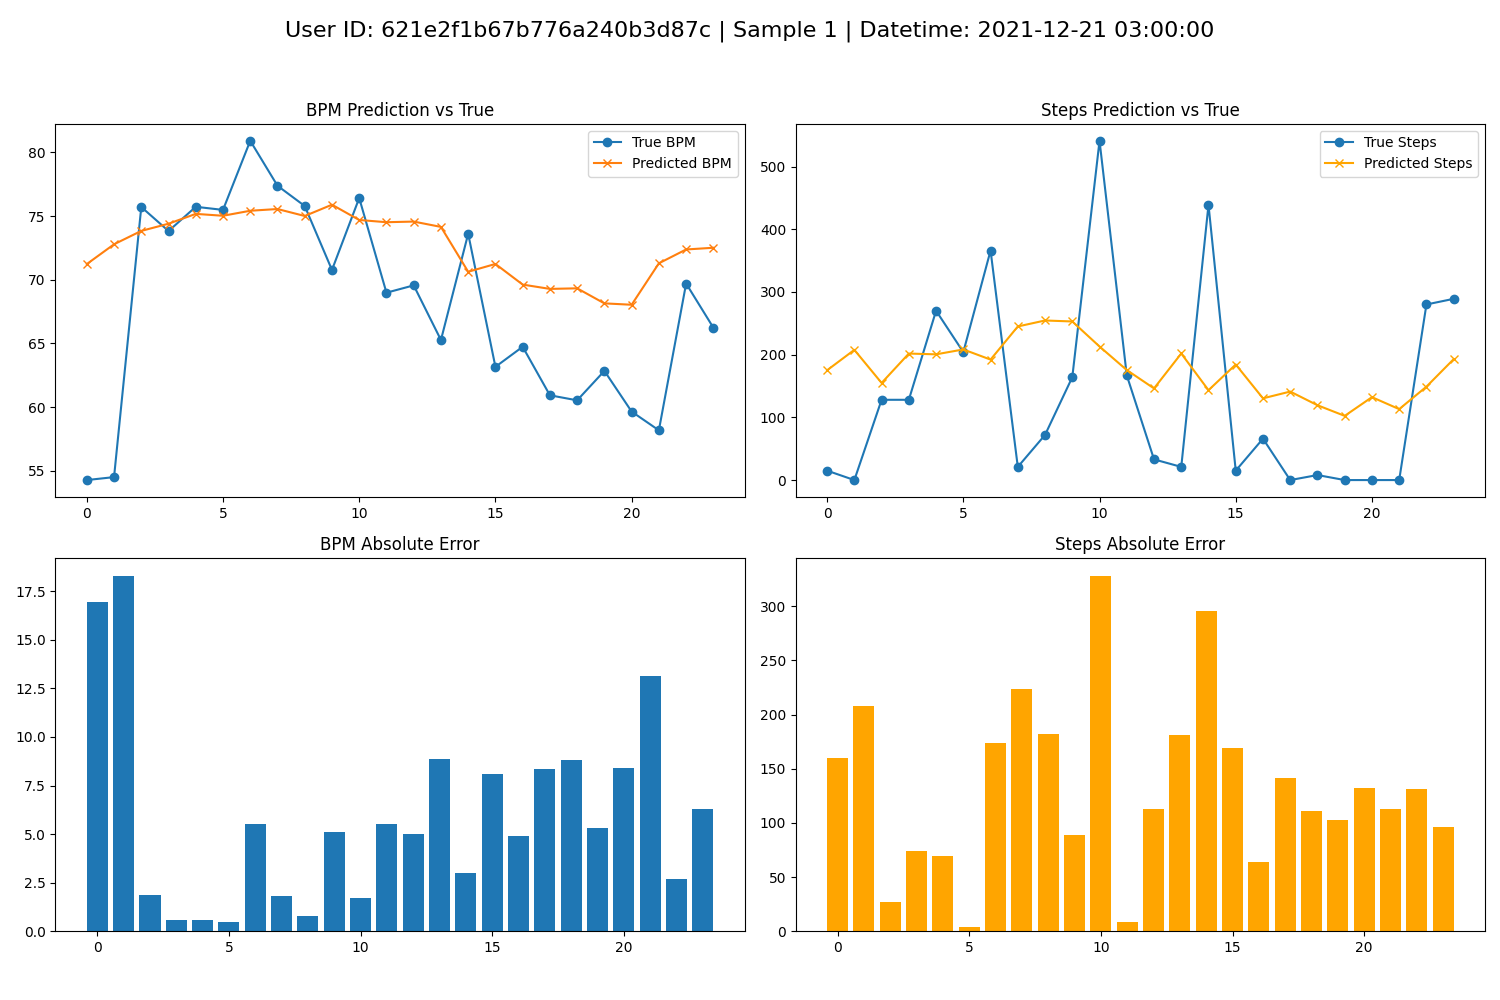 User ID: 621e2f1b67b776a240b3d87c | Sample 1 | Datetime: 2021-12-21 03:00:00
BPM Prediction vs True
True BPM
Predicted BPM
80
75
70
65
60
55
0 5 10 15 20
Steps Prediction vs True
True Steps
Predicted Steps
500
400
300
200
100
0
0 5 10 15 20
BPM Absolute Error
17.5
15.0
12.5
10.0
7.5
5.0
2.5
0.0
0 5 10 15 20
Steps Absolute Error
300
250
200
150
100
50
0
0 5 10 15 20